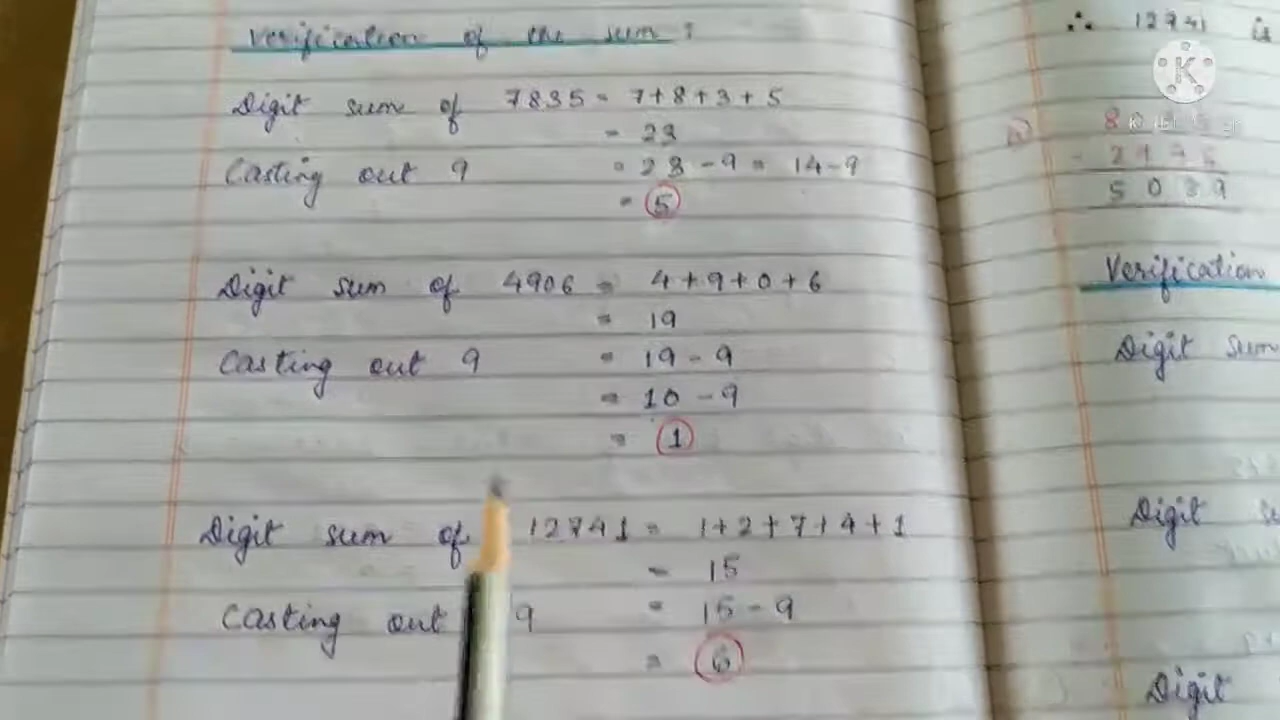 Verification of the sum :
Digit sum of 7835 = 7+8+3+5
= 23
Casting out 9 = 23 - 9 = 14-9
= 5
Digit sum of 4906 = 4+9+0+6
= 19
Casting out 9 = 19 - 9
= 10 - 9
= 1
Digit sum of 12741 = 1+2+7+4+1
= 15
Casting out 9 = 15 - 9
= 6
∴ 12741 is
K
5089
Verification
Digit sum
Digit
Digit